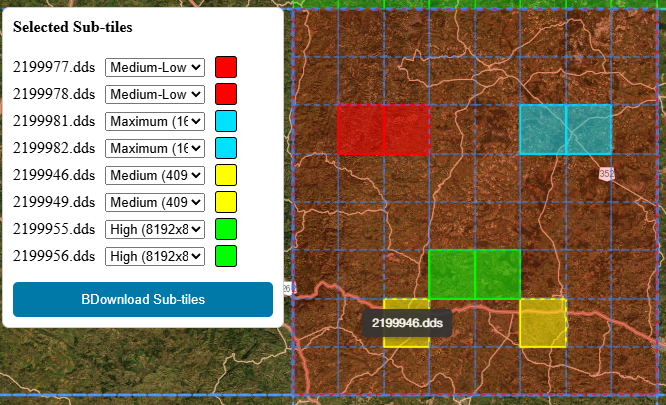 Selected Sub-tiles
2199977.dds Medium-Low
2199978.dds Medium-Low
2199981.dds Maximum (16
2199982.dds Maximum (16
2199946.dds Medium (409
2199949.dds Medium (409
2199955.dds High (8192x8
2199956.dds High (8192x8
BDownload Sub-tiles
352
2199946.dds